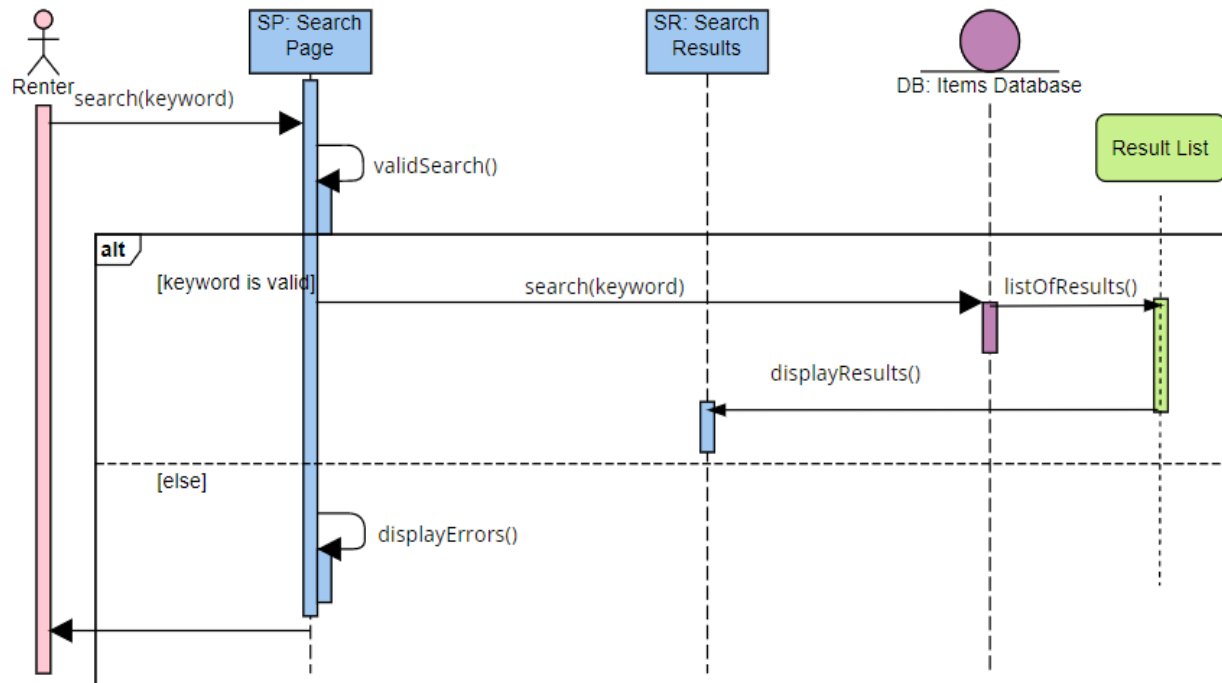 SP: Search
Page
SR: Search
Results
Renter
DB: Items Database
search(keyword)
Result List
validSearch()
alt
[keyword is valid]
search(keyword)
listOfResults()
displayResults()
[else]
displayErrors()